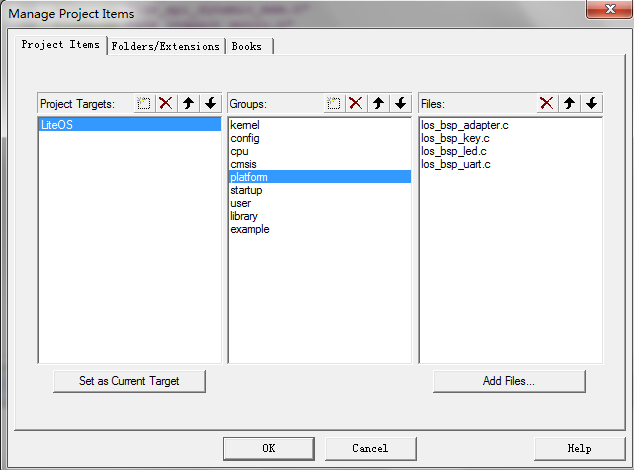 Manage Project Items
Project Items
Folders/Extensions
Books
Project Targets:
LiteOS
Set as Current Target
Groups:
kernel
config
cpu
cmsis
platform
startup
user
library
example
Files:
los_bsp_adapter.c
los_bsp_key.c
los_bsp_led.c
los_bsp_uart.c
Add Files...
OK
Cancel
Help